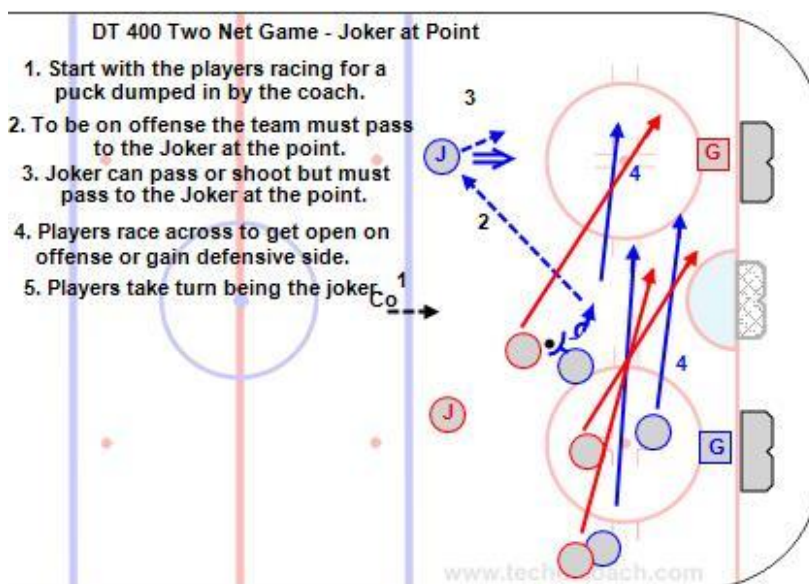 DT 400 Two Net Game - Joker at Point
1. Start with the players racing for a
puck dumped in by the coach.
2. To be on offense the team must pass
to the Joker at the point.
3. Joker can pass or shoot but must
pass to the Joker at the point.
4. Players race across to get open on
offense or gain defensive side.
5. Players take turn being the joker.
3
J
G
4
2
Co
1
4
J
G